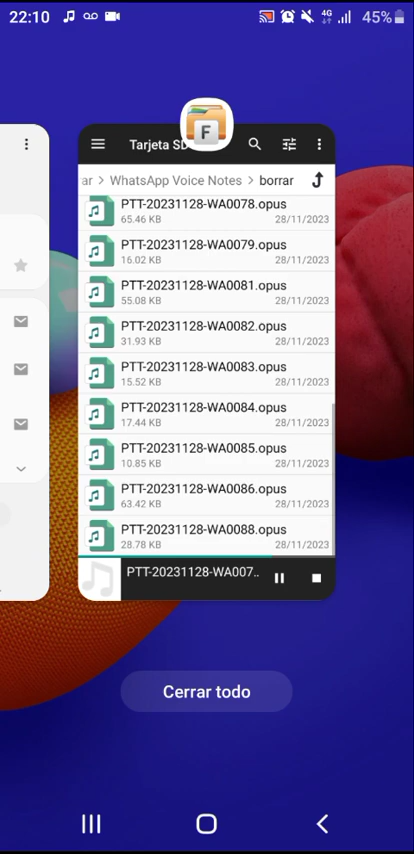 22:10
4G
45%
Tarjeta SD
F
ar > WhatsApp Voice Notes > borrar
PTT-20231128-WA0078.opus
65.46 KB 28/11/2023
PTT-20231128-WA0079.opus
16.02 KB 28/11/2023
PTT-20231128-WA0081.opus
55.08 KB 28/11/2023
PTT-20231128-WA0082.opus
31.93 KB 28/11/2023
PTT-20231128-WA0083.opus
15.52 KB 28/11/2023
PTT-20231128-WA0084.opus
17.44 KB 28/11/2023
PTT-20231128-WA0085.opus
10.85 KB 28/11/2023
PTT-20231128-WA0086.opus
63.42 KB 28/11/2023
PTT-20231128-WA0088.opus
28.78 KB 28/11/2023
PTT-20231128-WA007..
Cerrar todo